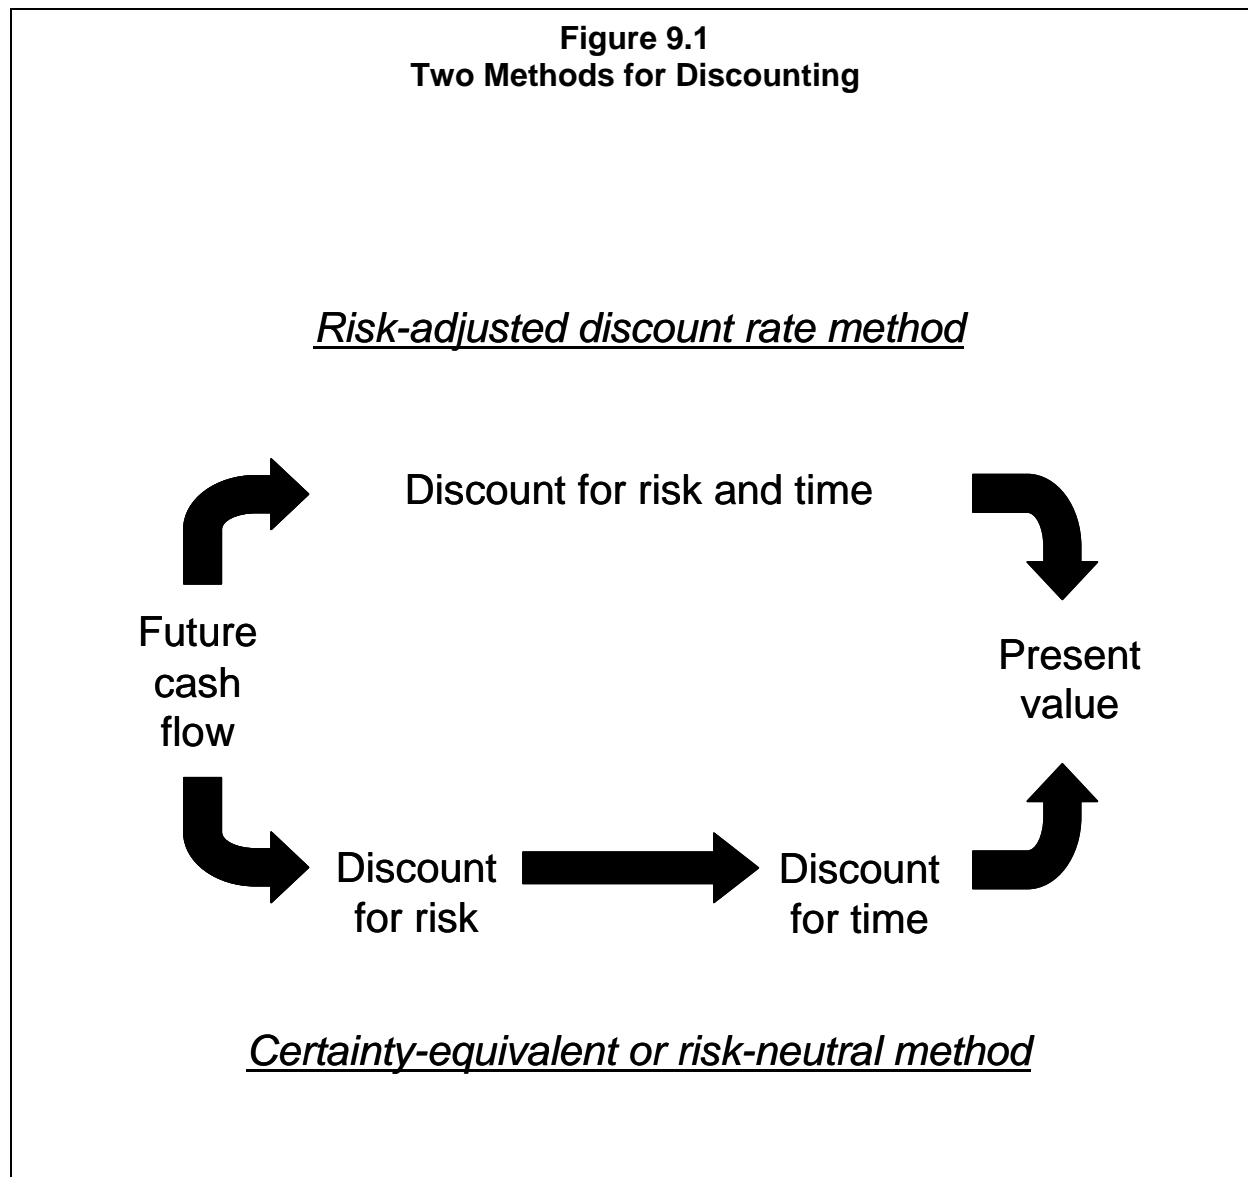 Figure 9.1
Two Methods for Discounting
Risk-adjusted discount rate method
Discount for risk and time
Future
cash
flow
Present
value
Discount
for risk
Discount
for time
Certainty-equivalent or risk-neutral method